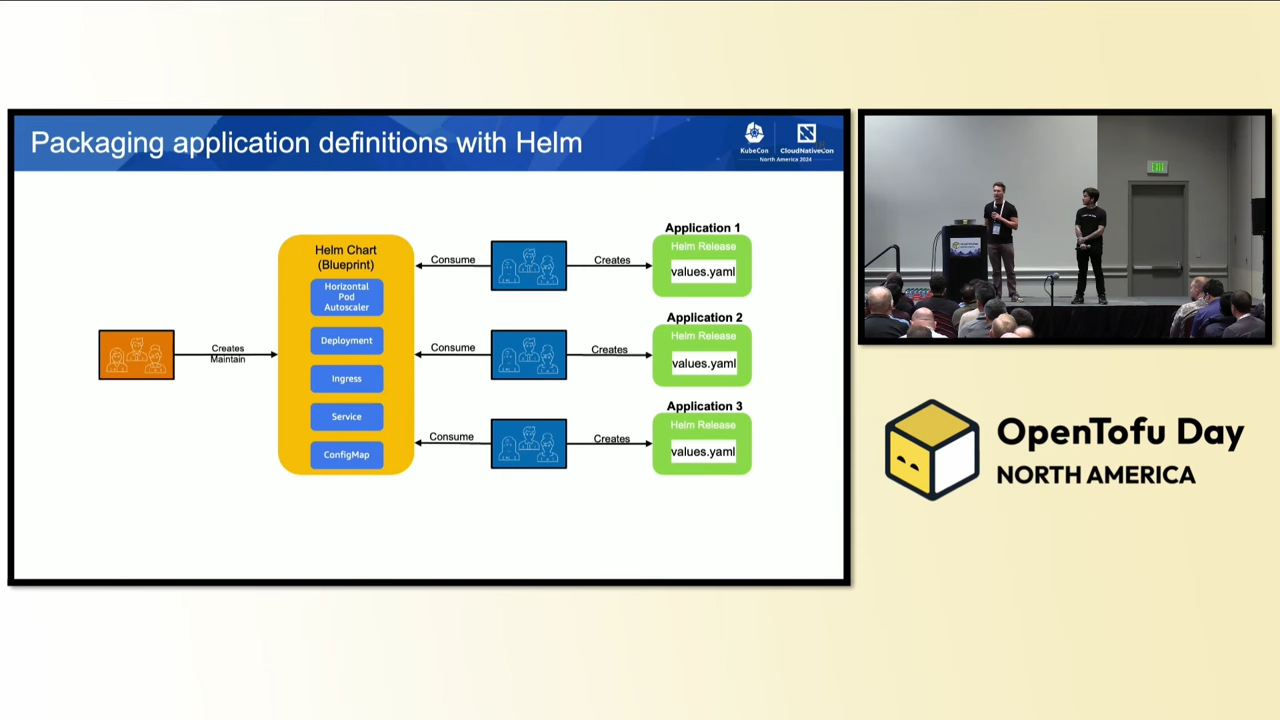 Packaging application definitions with Helm
KubeCon
CloudNativeCon
North America 2024
Helm Chart
(Blueprint)
Horizontal
Pod
Autoscaler
Deployment
Ingress
Service
ConfigMap
Creates
Maintain
Consume
Creates
Application 1
Helm Release
values.yaml
Consume
Creates
Application 2
Helm Release
values.yaml
Consume
Creates
Application 3
Helm Release
values.yaml
EXIT
OpenTofu Day
NORTH AMERICA